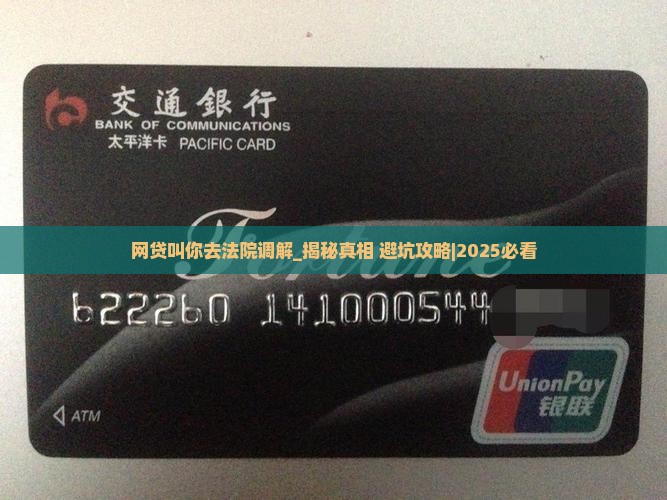 交通銀行
BANK OF COMMUNICATIONS
太平洋卡 PACIFIC CARD
Fortune
网贷叫你去法院调解_揭秘真相 避坑攻略|2025必看
622260 141000544
UnionPay
银联
ATM